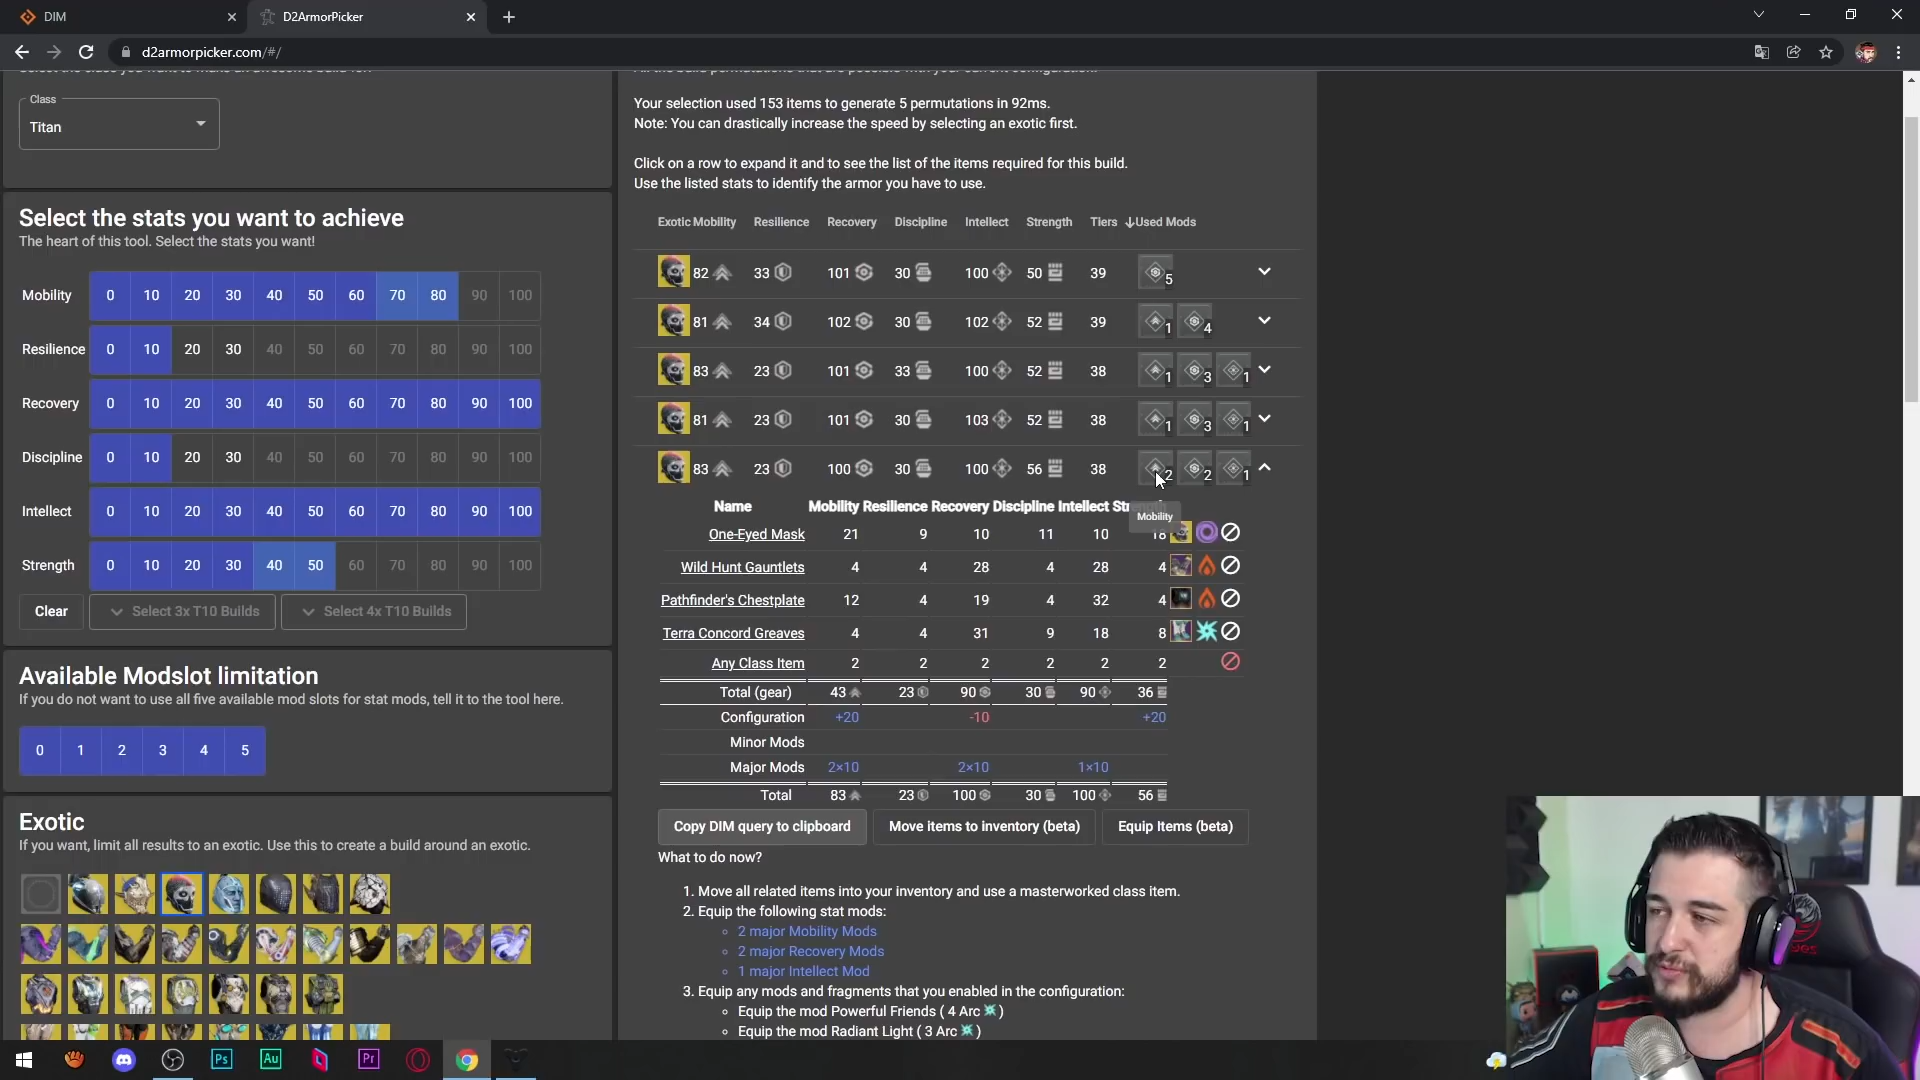 DIM
D2ArmorPicker
d2armorpicker.com/#/
Class
Titan
Your selection used 153 items to generate 5 permutations in 92ms.
Note: You can drastically increase the speed by selecting an exotic first.
Click on a row to expand it and to see the list of the items required for this build.
Use the listed stats to identify the armor you have to use.
Select the stats you want to achieve
The heart of this tool. Select the stats you want!
Mobility 0 10 20 30 40 50 60 70 80 90 100
Resilience 0 10 20 30 40 50 60 70 80 90 100
Recovery 0 10 20 30 40 50 60 70 80 90 100
Discipline 0 10 20 30 40 50 60 70 80 90 100
Intellect 0 10 20 30 40 50 60 70 80 90 100
Strength 0 10 20 30 40 50 60 70 80 90 100
Clear Select 3x T10 Builds Select 4x T10 Builds
Available Modslot limitation
If you do not want to use all five available mod slots for stat mods, tell it to the tool here.
0 1 2 3 4 5
Exotic
If you want, limit all results to an exotic. Use this to create a build around an exotic.
Exotic Mobility Resilience Recovery Discipline Intellect Strength Tiers Used Mods
82 33 101 30 100 50 39 5
81 34 102 30 102 52 39 1 4
83 23 101 33 100 52 38 1 3 1
81 23 101 30 103 52 38 1 3 1
83 23 100 30 100 56 38 2 2 1
Name Mobility Resilience Recovery Discipline Intellect
Mobility
One-Eyed Mask 21 9 10 11 10 18
Wild Hunt Gauntlets 4 4 28 4 28 4
Pathfinder's Chestplate 12 4 19 4 32 4
Terra Concord Greaves 4 4 31 9 18 8
Any Class Item 2 2 2 2 2 2
Total (gear) 43 23 90 30 90 36
Configuration +20 -10 +20
Minor Mods
Major Mods 2×10 2×10 1×10
Total 83 23 100 30 100 56
Copy DIM query to clipboard Move items to inventory (beta) Equip Items (beta)
What to do now?
1. Move all related items into your inventory and use a masterworked class item.
2. Equip the following stat mods:
2 major Mobility Mods
2 major Recovery Mods
1 major Intellect Mod
3. Equip any mods and fragments that you enabled in the configuration:
Equip the mod Powerful Friends ( 4 Arc )
Equip the mod Radiant Light ( 3 Arc )
Ps
Au
Pr